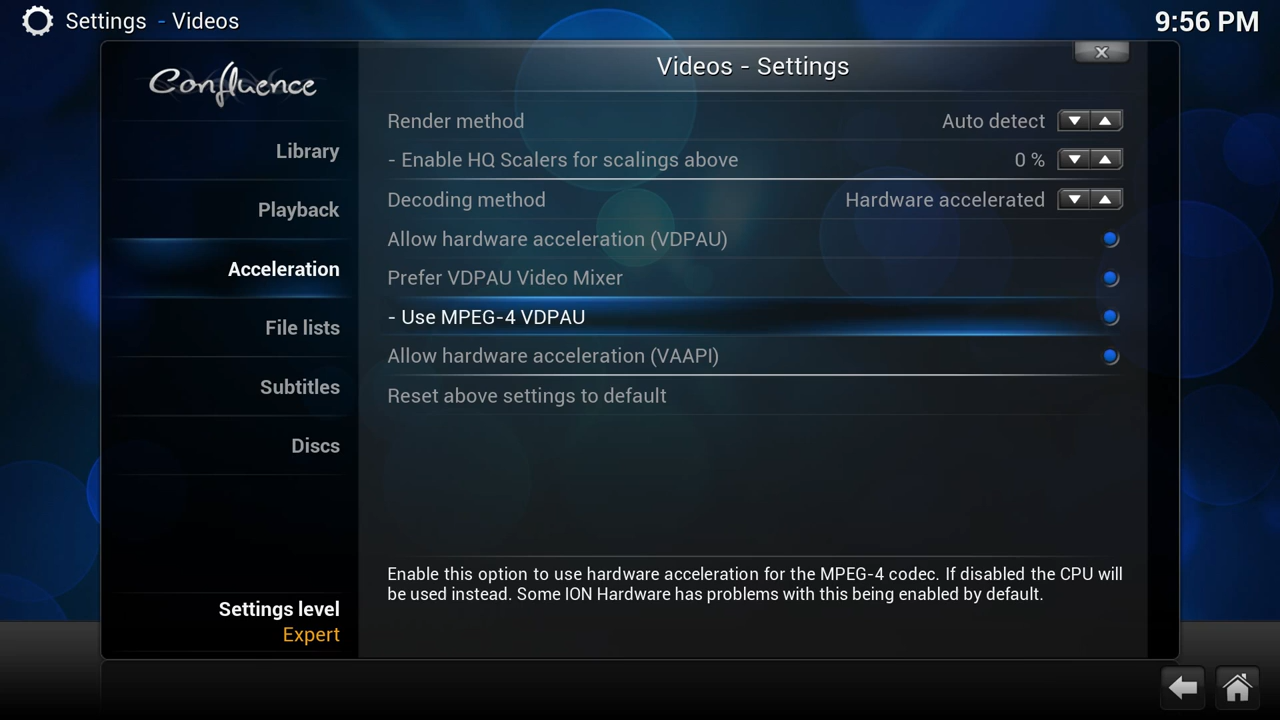 Settings - Videos
9:56 PM
Confluence
Videos - Settings
Library
Playback
Acceleration
File lists
Subtitles
Discs
Settings level
Expert
Render method Auto detect
- Enable HQ Scalers for scalings above 0 %
Decoding method Hardware accelerated
Allow hardware acceleration (VDPAU)
Prefer VDPAU Video Mixer
- Use MPEG-4 VDPAU
Allow hardware acceleration (VAAPI)
Reset above settings to default
Enable this option to use hardware acceleration for the MPEG-4 codec. If disabled the CPU will
be used instead. Some ION Hardware has problems with this being enabled by default.